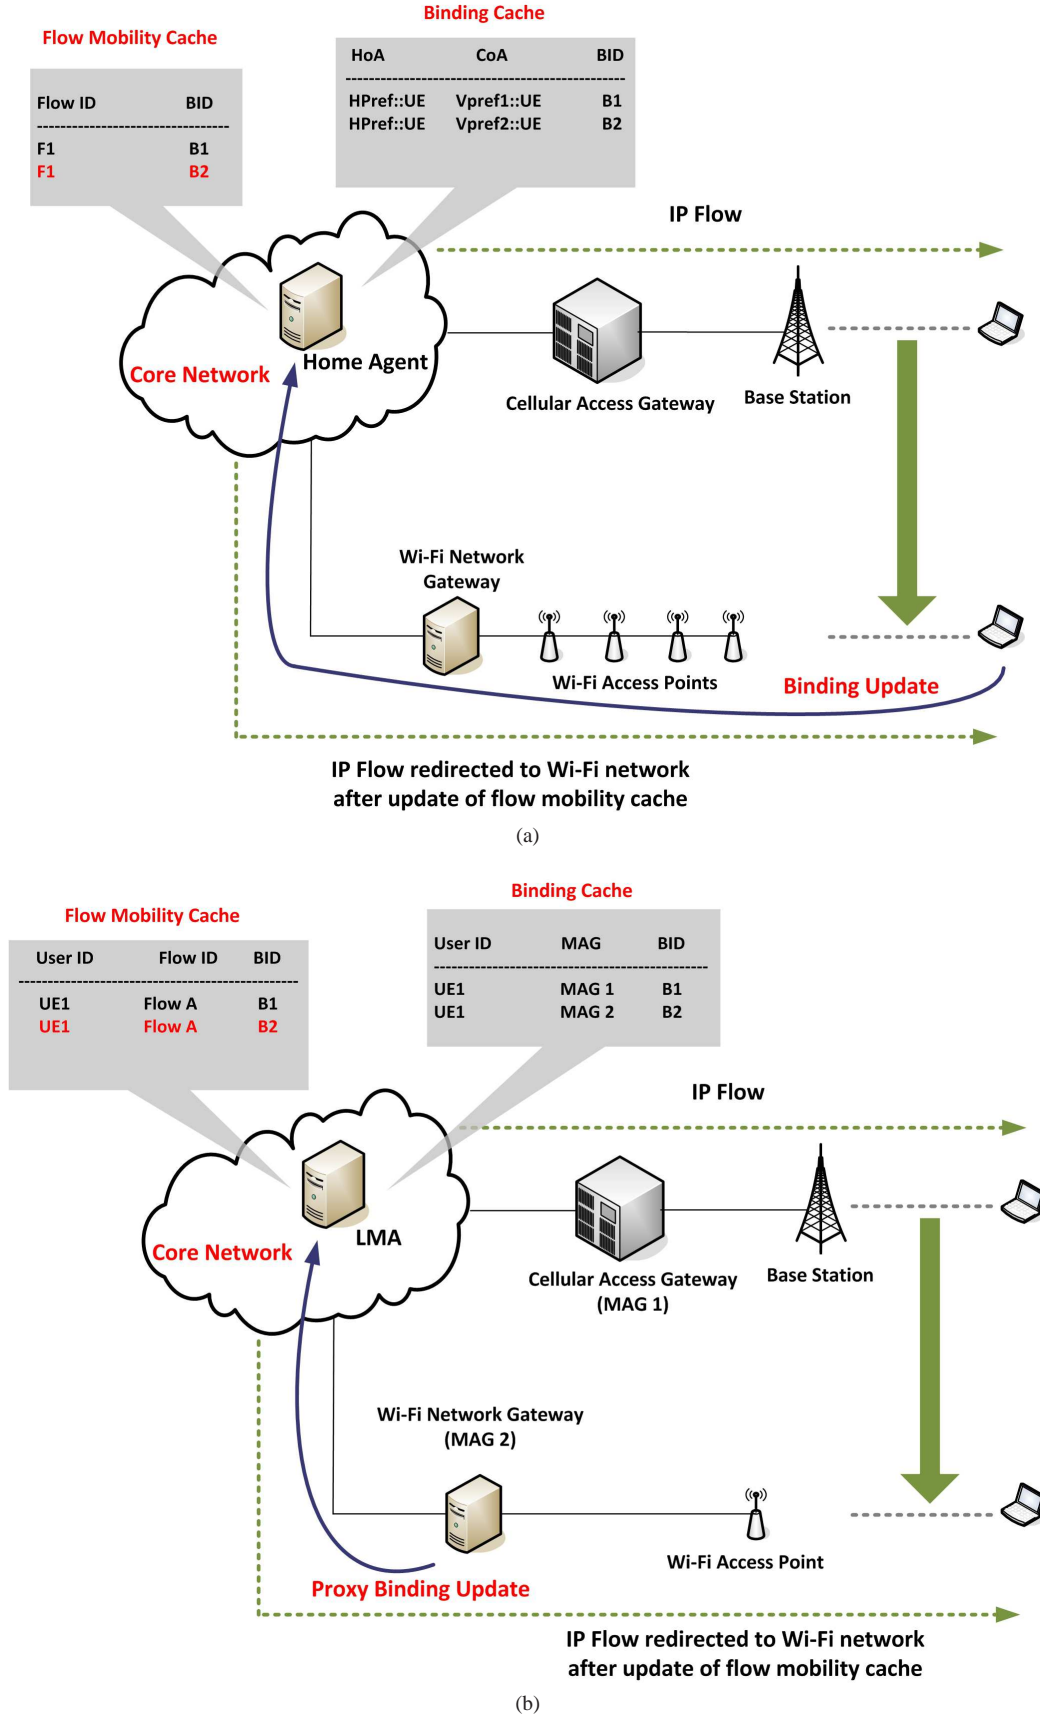 Binding Cache
Flow Mobility Cache
HoA CoA BID
HPref::UE Vpref1::UE B1
HPref::UE Vpref2::UE B2
Flow ID BID
F1 B1
F1 B2
IP Flow
Home Agent
Core Network
Cellular Access Gateway
Base Station
Wi-Fi Network
Gateway
Wi-Fi Access Points
Binding Update
IP Flow redirected to Wi-Fi network
after update of flow mobility cache
(a)
Binding Cache
Flow Mobility Cache
User ID MAG BID
UE1 MAG 1 B1
UE1 MAG 2 B2
User ID Flow ID BID
UE1 Flow A B1
UE1 Flow A B2
IP Flow
LMA
Core Network
Cellular Access Gateway
(MAG 1)
Base Station
Wi-Fi Network Gateway
(MAG 2)
Wi-Fi Access Point
Proxy Binding Update
IP Flow redirected to Wi-Fi network
after update of flow mobility cache
(b)